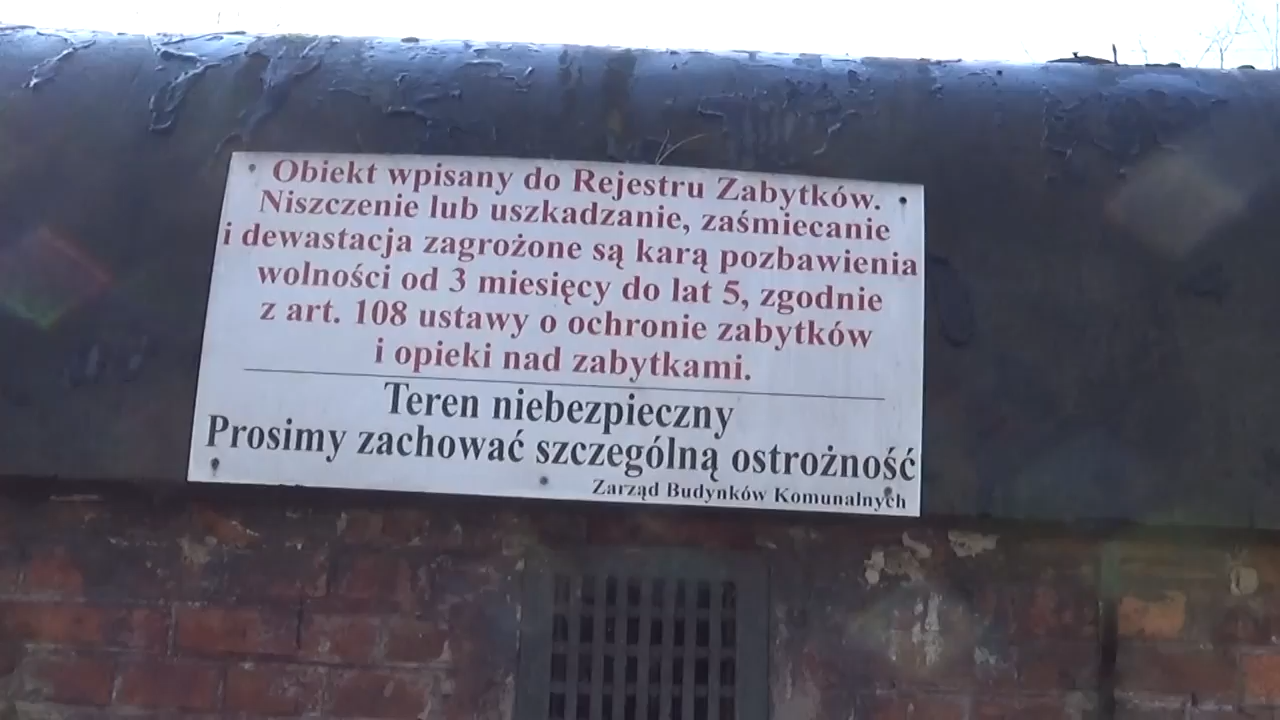 Obiekt wpisany do Rejestru Zabytków.
Niszczenie lub uszkadzanie, zaśmiecanie
i dewastacja zagrożone są karą pozbawienia
wolności od 3 miesięcy do lat 5, zgodnie
z art. 108 ustawy o ochronie zabytków
i opieki nad zabytkami.
Teren niebezpieczny
Prosimy zachować szczególną ostrożność
Zarząd Budynków Komunalnych